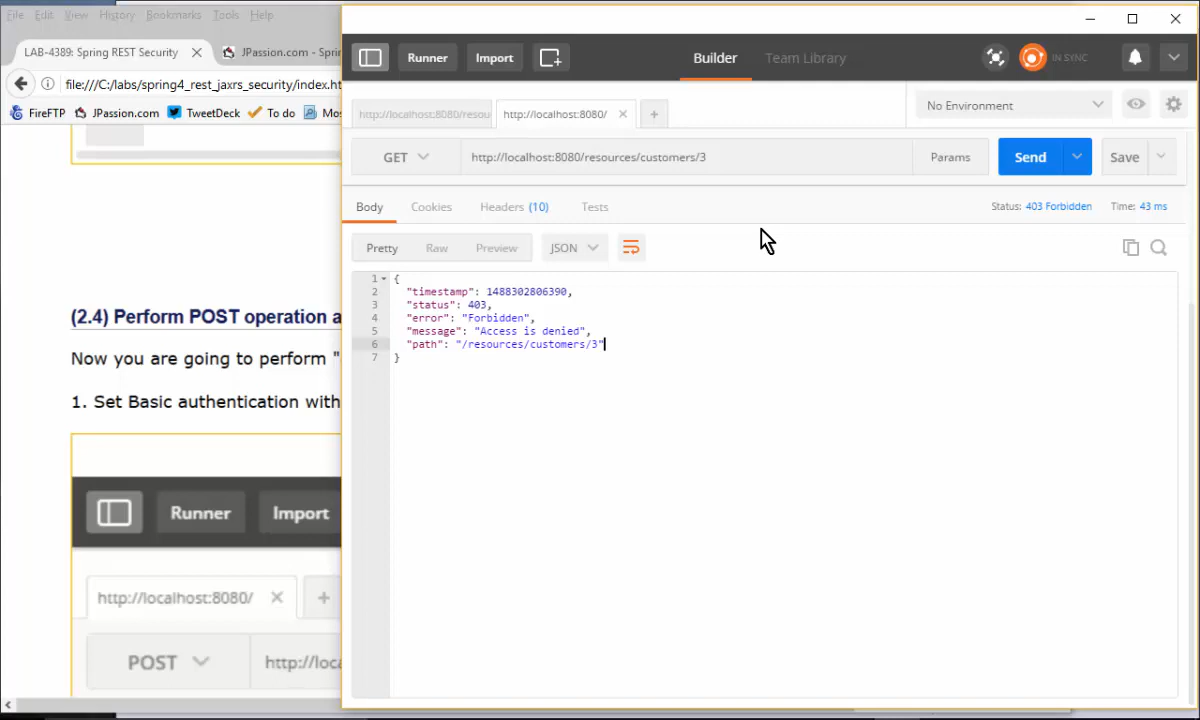 File Edit View History Bookmarks Tools Help
LAB-4389: Spring REST Security
JPassion.com - Spri
file:///C:/labs/spring4_rest_jaxrs_security/index.ht
FireFTP JPassion.com TweetDeck To do Mos
(2.4) Perform POST operation a
Now you are going to perform "
1. Set Basic authentication with
Runner Import
http://localhost:8080/
POST http://loca
Runner Import Builder Team Library IN SYNC
http://localhost:8080/resou http://localhost:8080/ No Environment
GET http://localhost:8080/resources/customers/3 Params Send Save
Body Cookies Headers (10) Tests Status: 403 Forbidden Time: 43 ms
Pretty Raw Preview JSON
1 {
2 "timestamp": 1488302806390,
3 "status": 403,
4 "error": "Forbidden",
5 "message": "Access is denied",
6 "path": "/resources/customers/3"
7 }